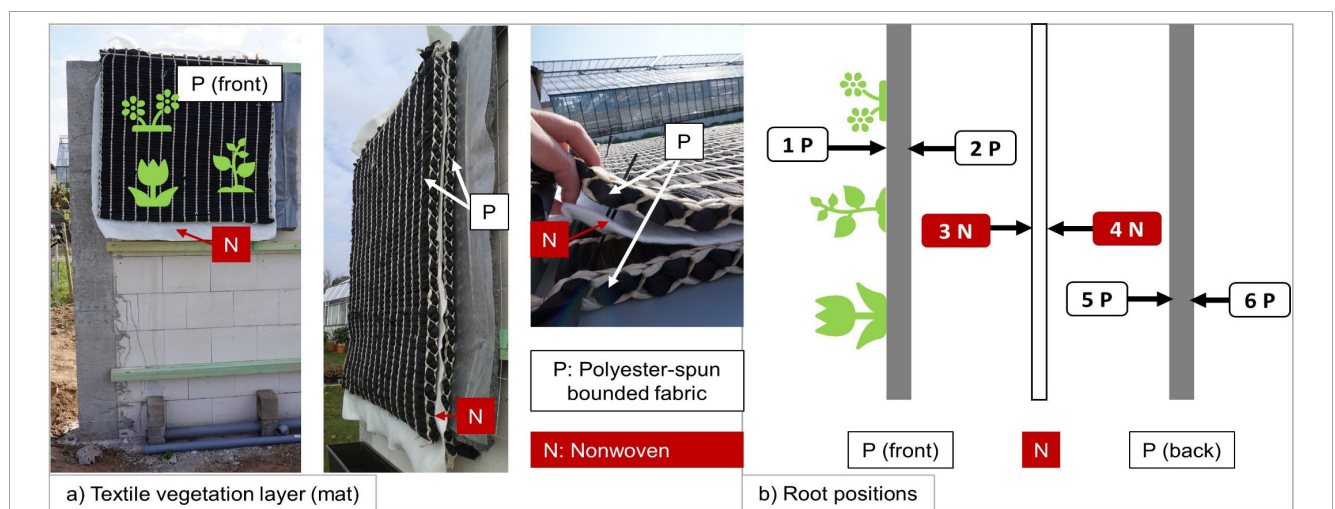 P (front)
N
P
N
P
N
P: Polyester-spun
bounded fabric
N: Nonwoven
a) Textile vegetation layer (mat)
1 P
2 P
3 N
4 N
5 P
6 P
P (front)
N
P (back)
b) Root positions